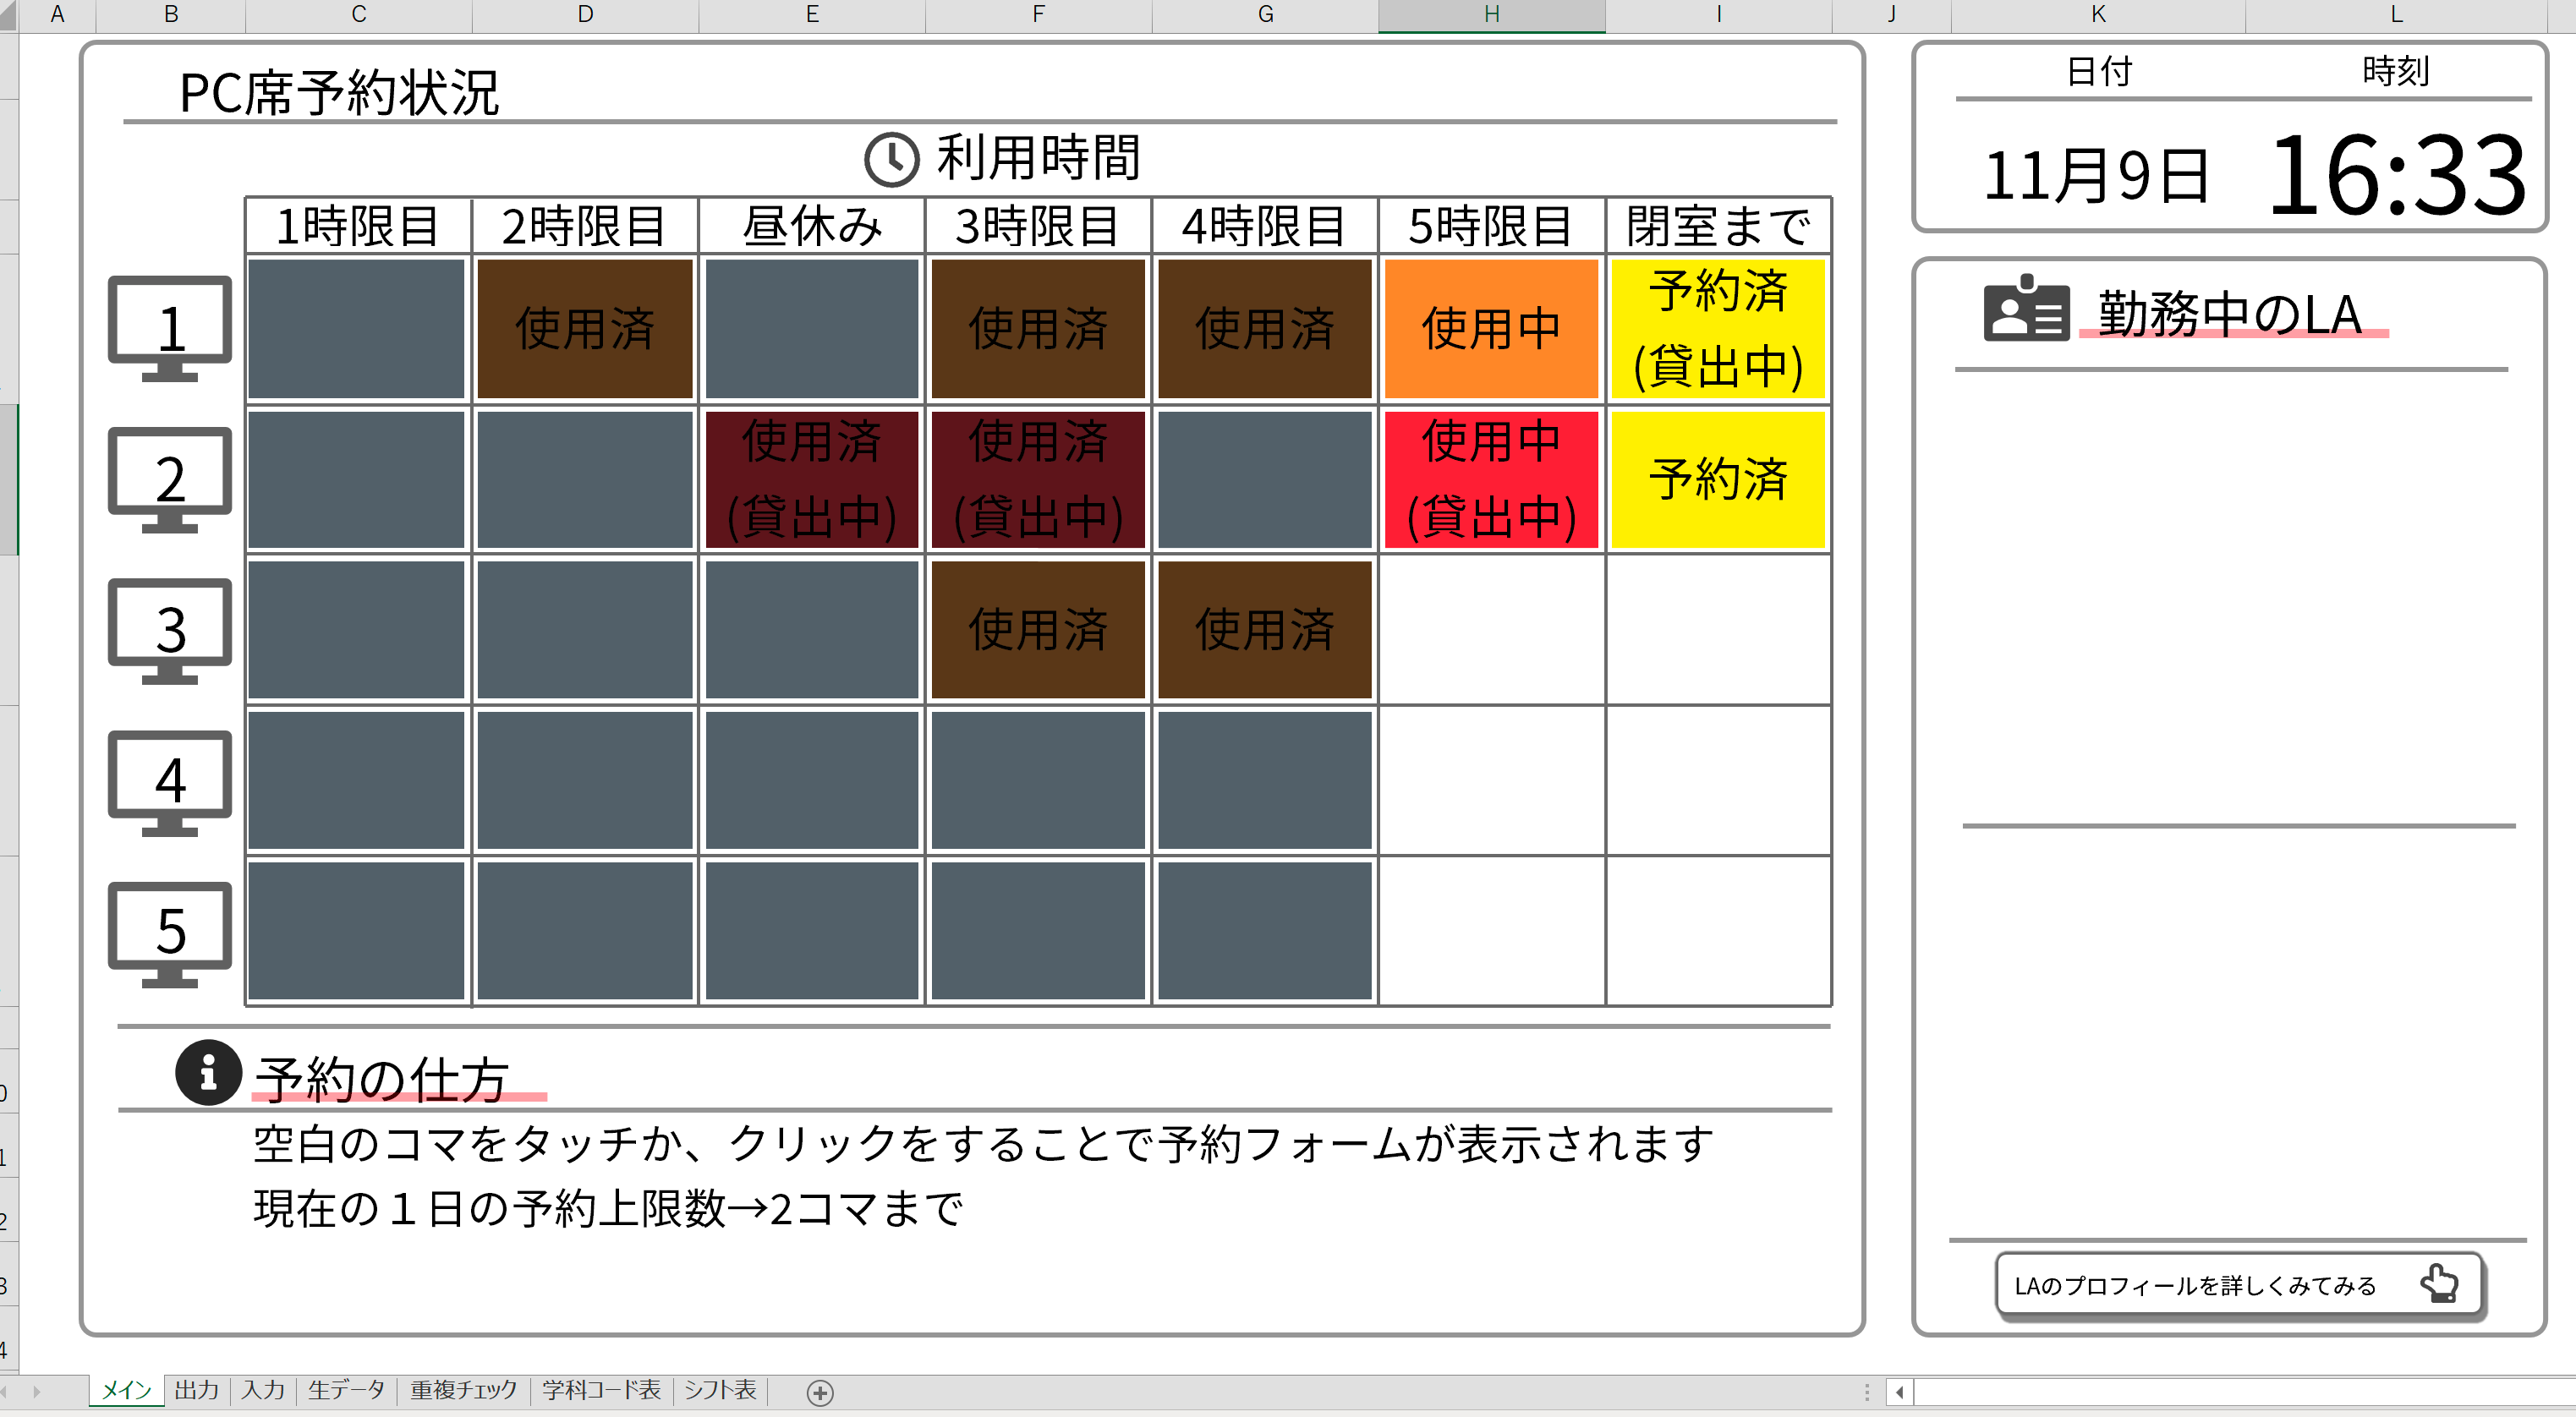 A B C D E F G H I J K L
PC席予約状況
利用時間
1時限目 2時限目 昼休み 3時限目 4時限目 5時限目 閉室まで
1 使用済 使用済 使用済 使用中 予約済
(貸出中)
2 使用済 使用済 使用中 予約済
(貸出中) (貸出中) (貸出中)
3 使用済 使用済
4
5
予約の仕方
空白のコマをタッチか、クリックをすることで予約フォームが表示されます
現在の１日の予約上限数→2コマまで
日付 時刻
11月9日 16:33
勤務中のLA
LAのプロフィールを詳しくみてみる
0
1
2
3
4
メイン 出力 入力 生データ 重複チェック 学科コード表 シフト表